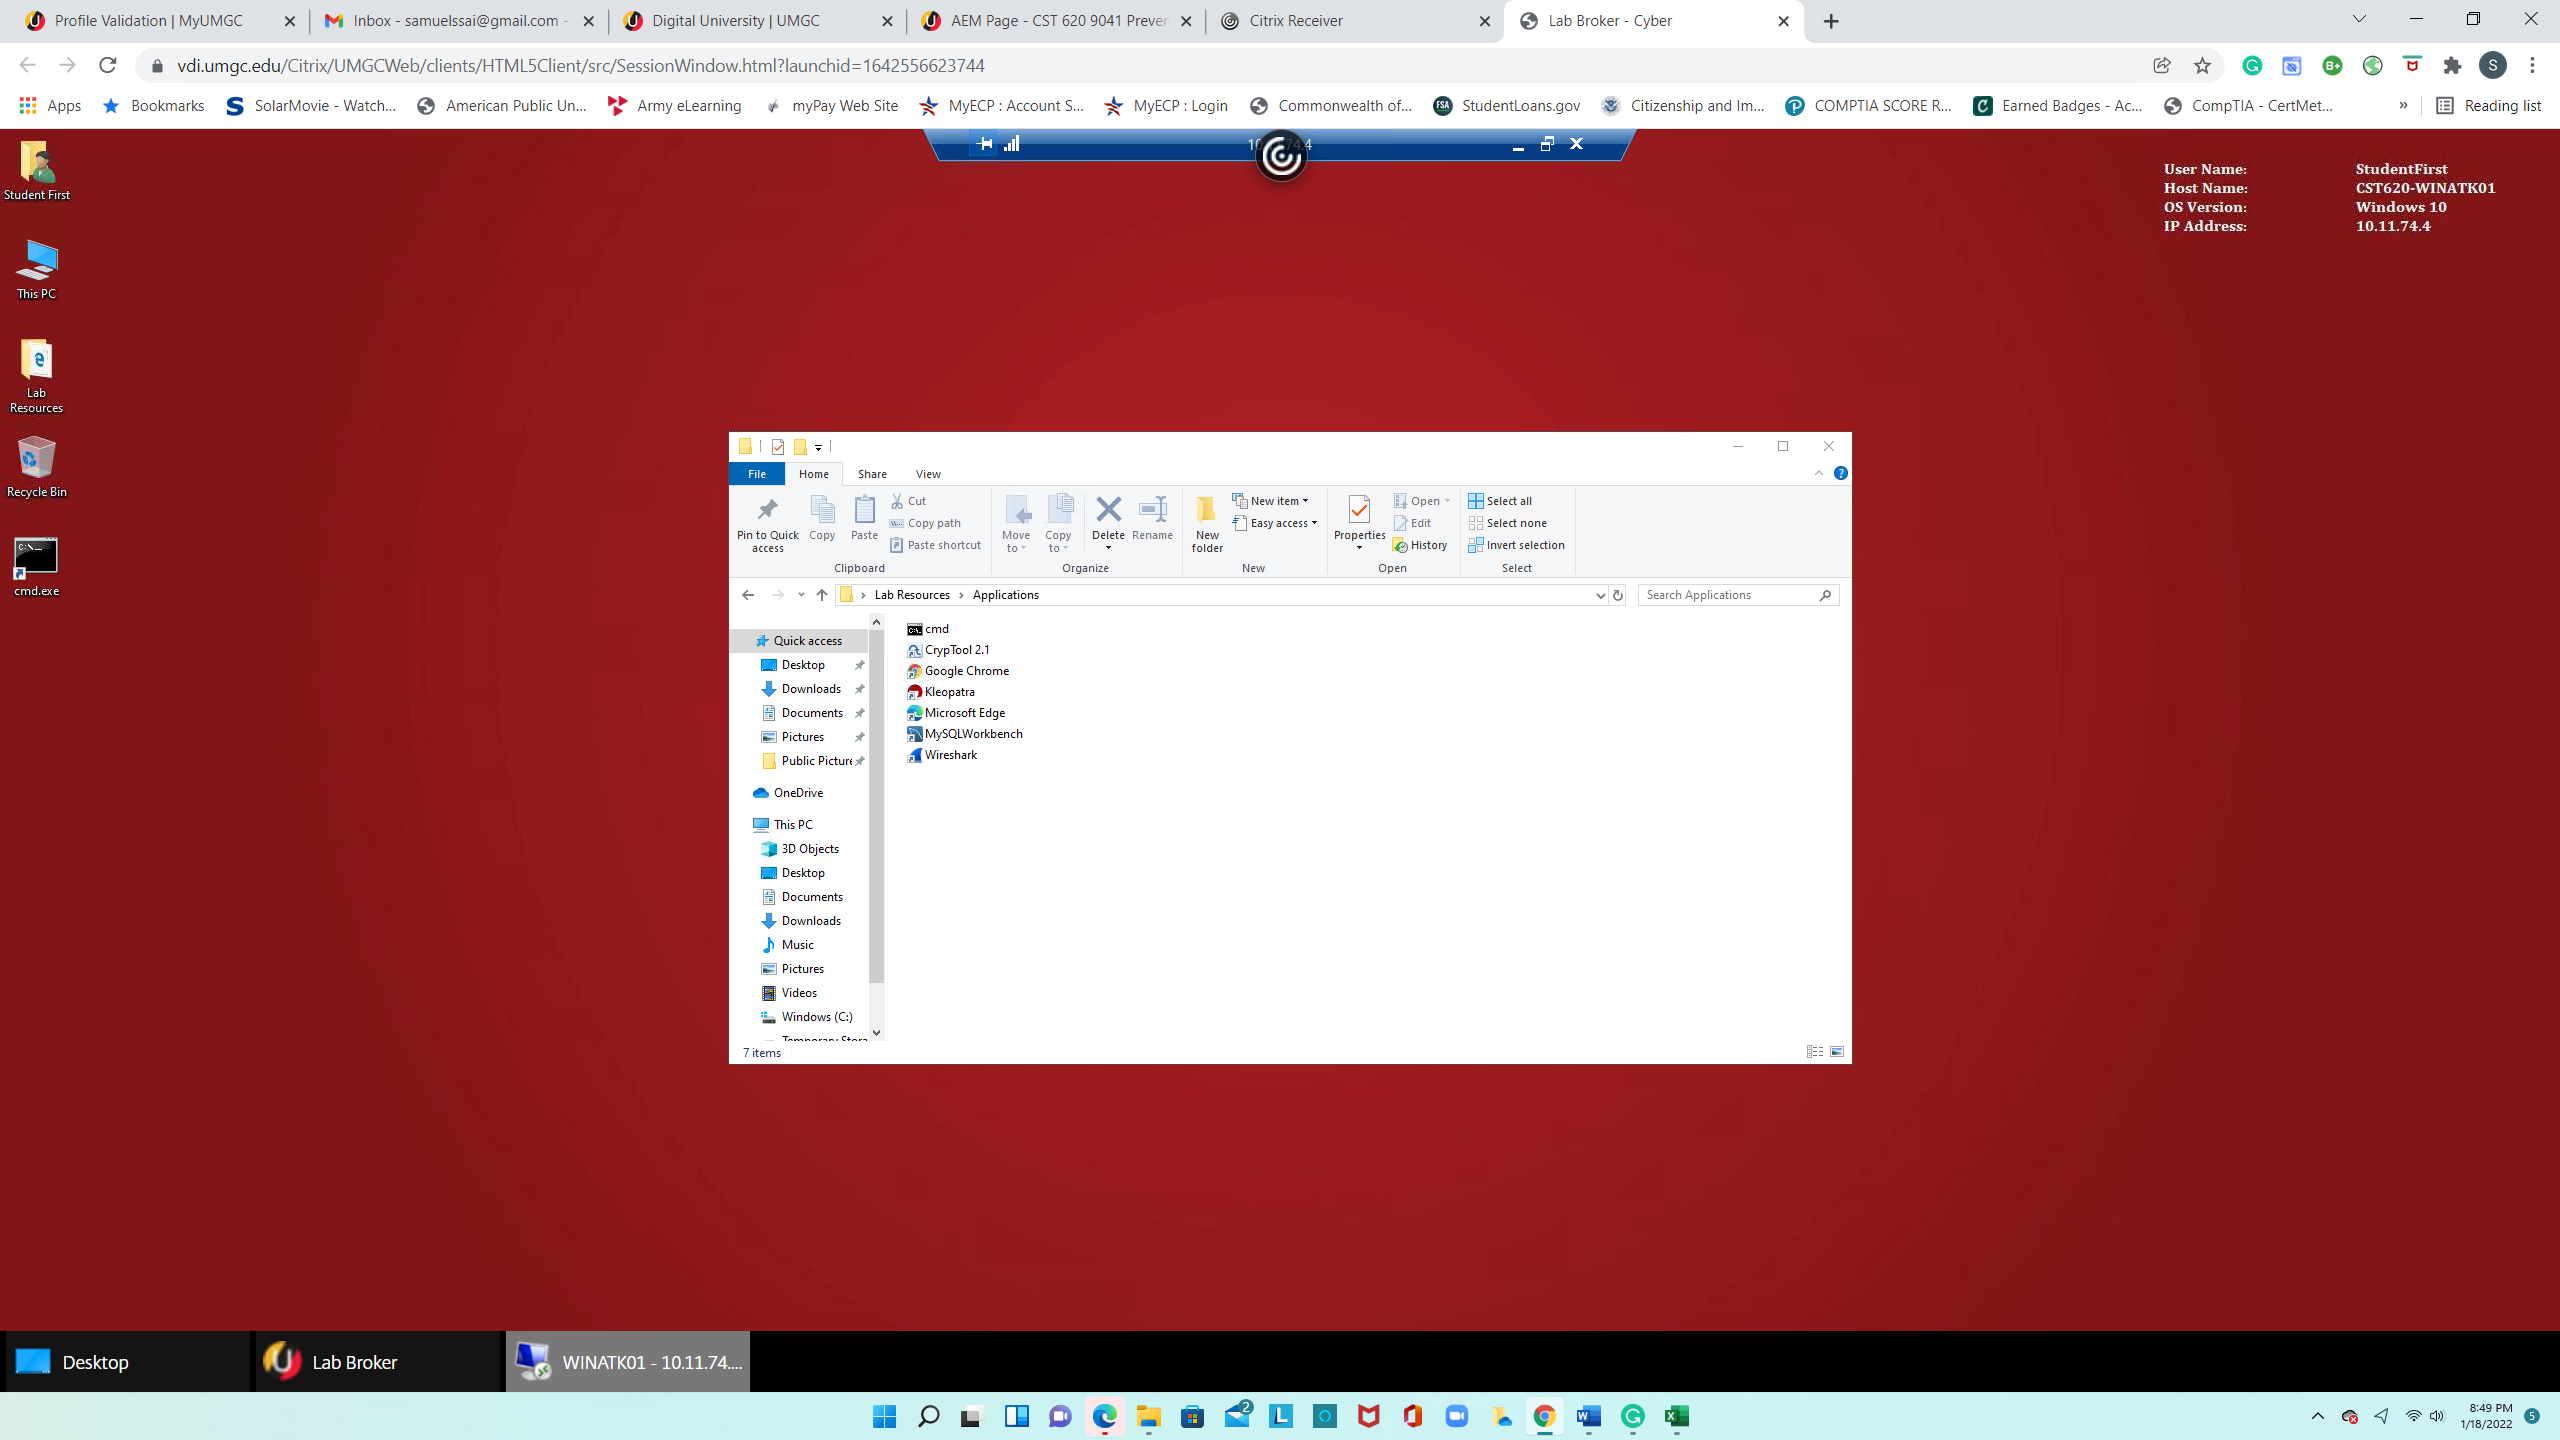 Profile Validation | MyUMGC
Inbox - samuelssai@gmail.com -
Digital University | UMGC
AEM Page - CST 620 9041 Preven
Citrix Receiver
Lab Broker - Cyber
vdi.umgc.edu/Citrix/UMGCWeb/clients/HTML5Client/src/SessionWindow.html?launchid=1642556623744
S
Apps
Bookmarks
SolarMovie - Watch...
American Public Un...
Army eLearning
myPay Web Site
MyECP : Account S...
MyECP : Login
Commonwealth of...
StudentLoans.gov
Citizenship and Im...
COMPTIA SCORE R...
Earned Badges - Ac...
CompTIA - CertMet...
»
Reading list
User Name: StudentFirst
Host Name: CST620-WINATK01
OS Version: Windows 10
IP Address: 10.11.74.4
Student First
This PC
Lab
Resources
Recycle Bin
cmd.exe
File Home Share View
Pin to Quick
access
Copy
Paste
Cut
Copy path
Paste shortcut
Clipboard
Move
to
Copy
to
Delete
Rename
Organize
New
folder
New item
Easy access
New
Properties
Open
Edit
History
Open
Select all
Select none
Invert selection
Select
Lab Resources > Applications
Search Applications
Quick access
Desktop
Downloads
Documents
Pictures
Public Picture
OneDrive
This PC
3D Objects
Desktop
Documents
Downloads
Music
Pictures
Videos
Windows (C:)
Temporary Stora
cmd
CrypTool 2.1
Google Chrome
Kleopatra
Microsoft Edge
MySQLWorkbench
Wireshark
7 items
Desktop
Lab Broker
WINATK01 - 10.11.74....
2
8:49 PM
1/18/2022
5